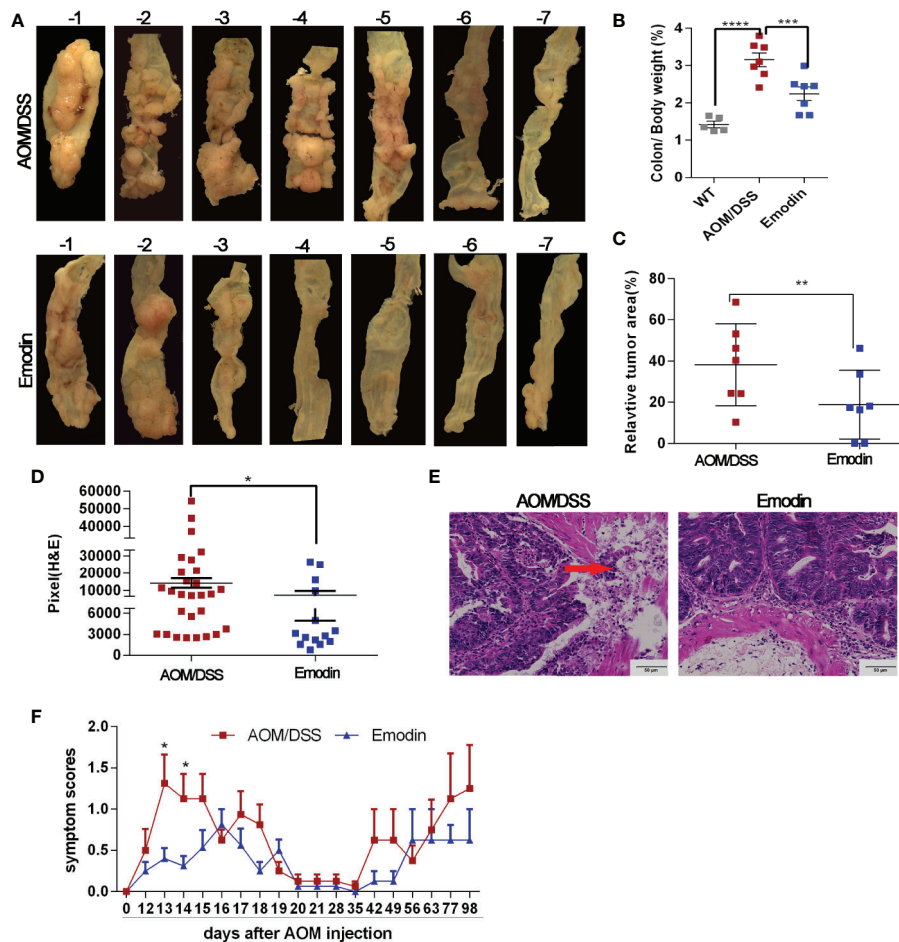 A
-1 -2 -3 -4 -5 -6 -7
AOM/DSS
-1 -2 -3 -4 -5 -6 -7
Emodin
B
Colon/ Body weight (%)
**** ***
4
3
2
1
0
WT AOM/DSS Emodin
C
Relavtive tumor area(%)
**
80
60
40
20
0
AOM/DSS Emodin
D
Pixel(H&E)
*
60000
50000
40000
30000
20000
10000
6000
3000
0
AOM/DSS Emodin
E
AOM/DSS Emodin
50 μm 50 μm
F
AOM/DSS Emodin
symptom scores
2.0
1.5
1.0
0.5
0.0
* *
0 12 13 14 15 16 17 18 19 20 21 28 35 42 49 56 63 77 98
days after AOM injection